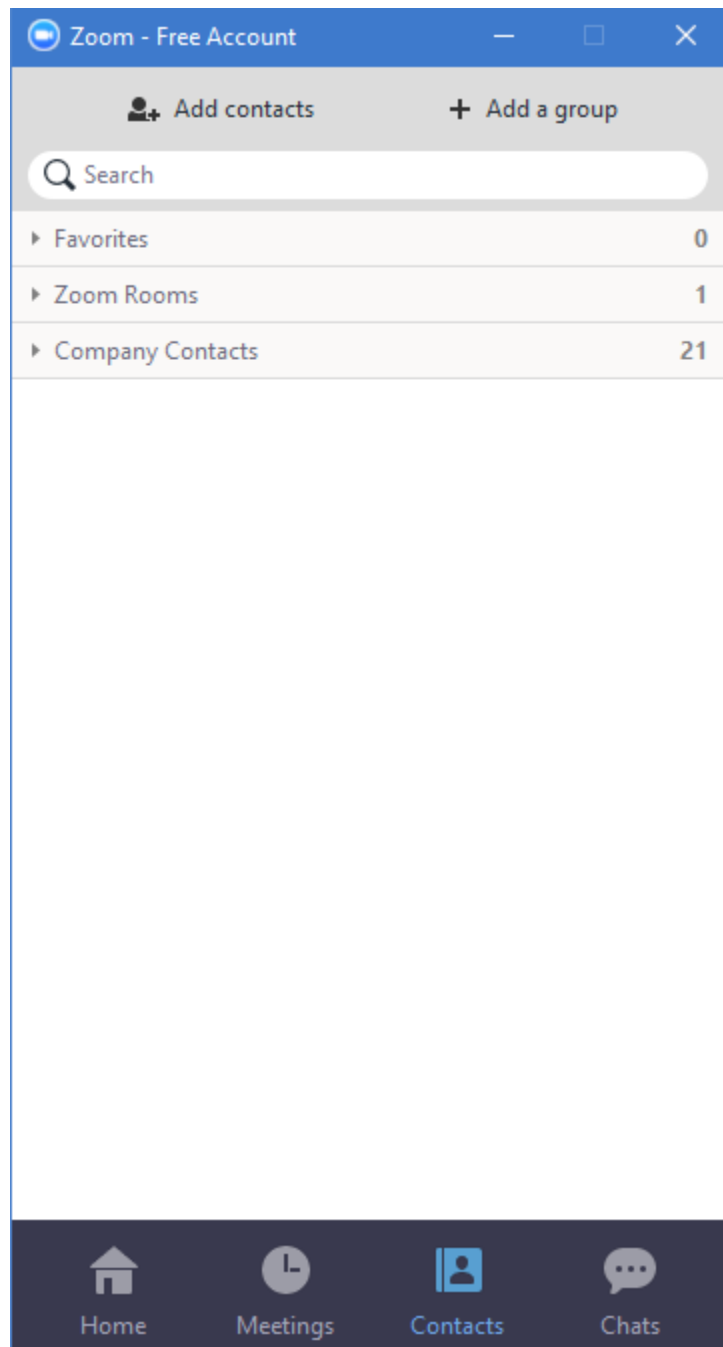 Zoom - Free Account
Add contacts + Add a group
Search
Favorites 0
Zoom Rooms 1
Company Contacts 21
Home Meetings Contacts Chats